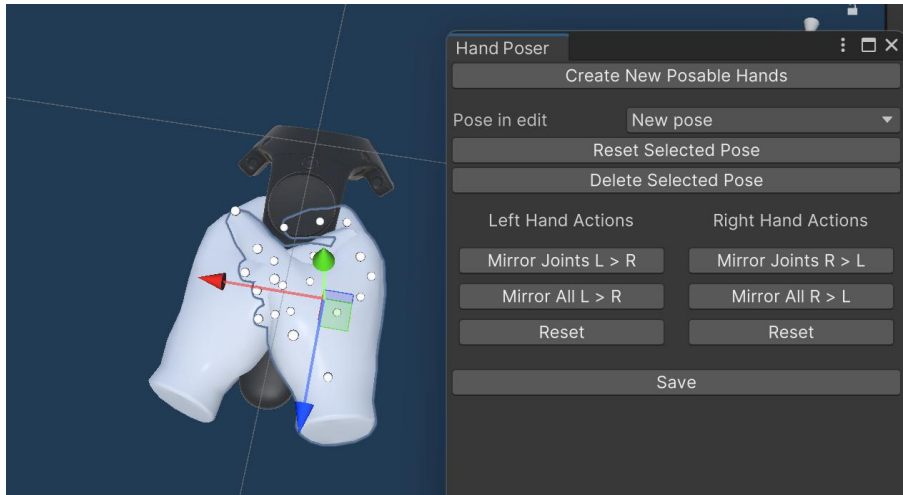 Hand Poser
Create New Posable Hands
Pose in edit New pose
Reset Selected Pose
Delete Selected Pose
Left Hand Actions Right Hand Actions
Mirror Joints L > R Mirror Joints R > L
Mirror All L > R Mirror All R > L
Reset Reset
Save